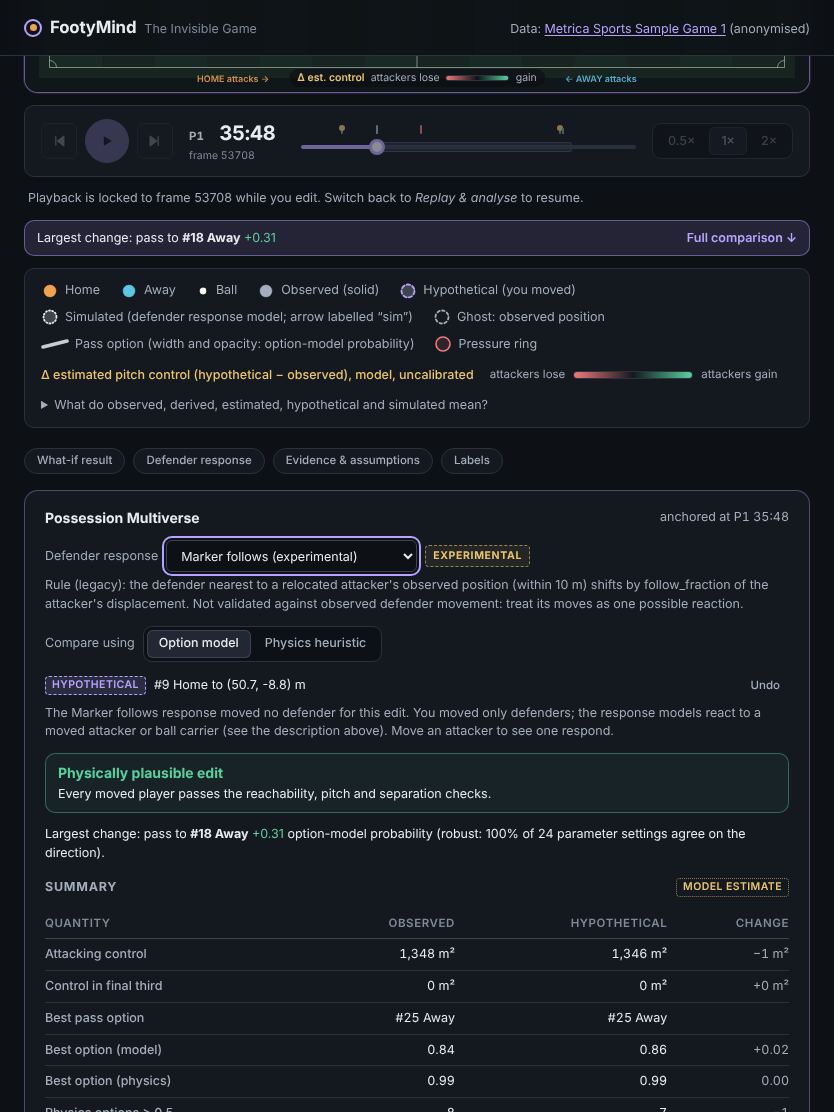 FootyMind The Invisible Game Data: Metrica Sports Sample Game 1 (anonymised)
HOME attacks → Δ est. control attackers lose gain ← AWAY attacks
P1 35:48 0.5× 1× 2×
frame 53708
Playback is locked to frame 53708 while you edit. Switch back to Replay & analyse to resume.
Largest change: pass to #18 Away +0.31 Full comparison ↓
Home Away Ball Observed (solid) Hypothetical (you moved)
Simulated (defender response model; arrow labelled “sim”) Ghost: observed position
Pass option (width and opacity: option-model probability) Pressure ring
Δ estimated pitch control (hypothetical − observed), model, uncalibrated attackers lose attackers gain
What do observed, derived, estimated, hypothetical and simulated mean?
What-if result Defender response Evidence & assumptions Labels
Possession Multiverse anchored at P1 35:48
Defender response Marker follows (experimental) EXPERIMENTAL
Rule (legacy): the defender nearest to a relocated attacker's observed position (within 10 m) shifts by follow_fraction of the
attacker's displacement. Not validated against observed defender movement: treat its moves as one possible reaction.
Compare using Option model Physics heuristic
HYPOTHETICAL #9 Home to (50.7, -8.8) m Undo
The Marker follows response moved no defender for this edit. You moved only defenders; the response models react to a
moved attacker or ball carrier (see the description above). Move an attacker to see one respond.
Physically plausible edit
Every moved player passes the reachability, pitch and separation checks.
Largest change: pass to #18 Away +0.31 option-model probability (robust: 100% of 24 parameter settings agree on the
direction).
SUMMARY MODEL ESTIMATE
QUANTITY OBSERVED HYPOTHETICAL CHANGE
Attacking control 1,348 m² 1,346 m² −1 m²
Control in final third 0 m² 0 m² +0 m²
Best pass option #25 Away #25 Away
Best option (model) 0.84 0.86 +0.02
Best option (physics) 0.99 0.99 0.00
Physics options > 0.5 8 7 −1